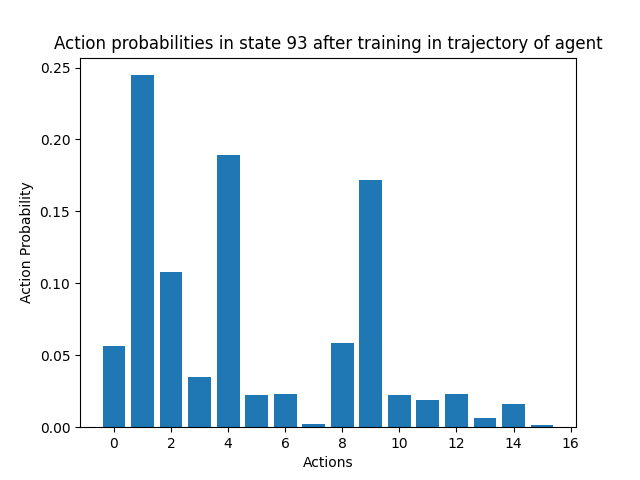 Action probabilities in state 93 after training in trajectory of agent
0.25
0.20
0.15
0.10
0.05
0.00
Action Probability
0 2 4 6 8 10 12 14 16
Actions